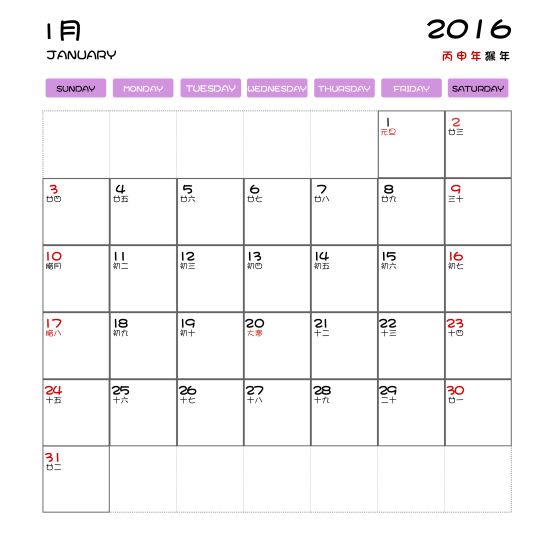 1月 2016
JANUARY 丙申年猴年
SUNDAY MONDAY TUESDAY WEDNESDAY THURSDAY FRIDAY SATURDAY
1 2
元旦 廿三
3 4 5 6 7 8 9
廿四 廿五 廿六 廿七 廿八 廿九 三十
10 11 12 13 14 15 16
臘月 初二 初三 初四 初五 初六 初七
17 18 19 20 21 22 23
臘八 初九 初十 大寒 十二 十三 十四
24 25 26 27 28 29 30
十五 十六 十七 十八 十九 二十 廿一
31
廿二